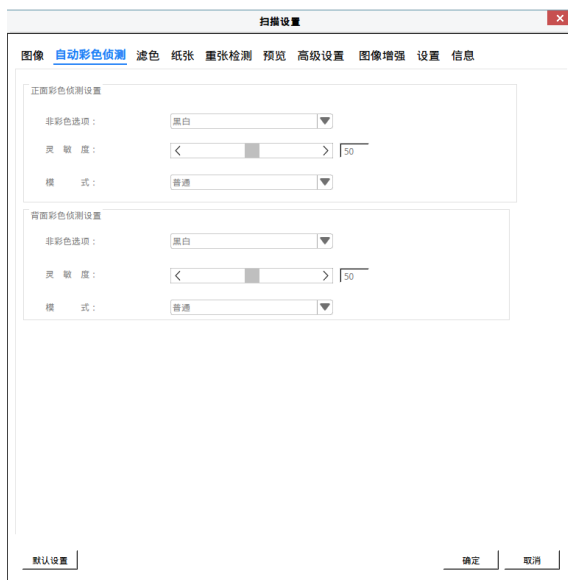 扫描设置
图像 自动彩色侦测 滤色 纸张 重张检测 预览 高级设置 图像增强 设置 信息
正面彩色侦测设置
非彩色选项： 黑白
灵 敏 度： 50
模 式： 普通
背面彩色侦测设置
非彩色选项： 黑白
灵 敏 度： 50
模 式： 普通
默认设置 确定 取消